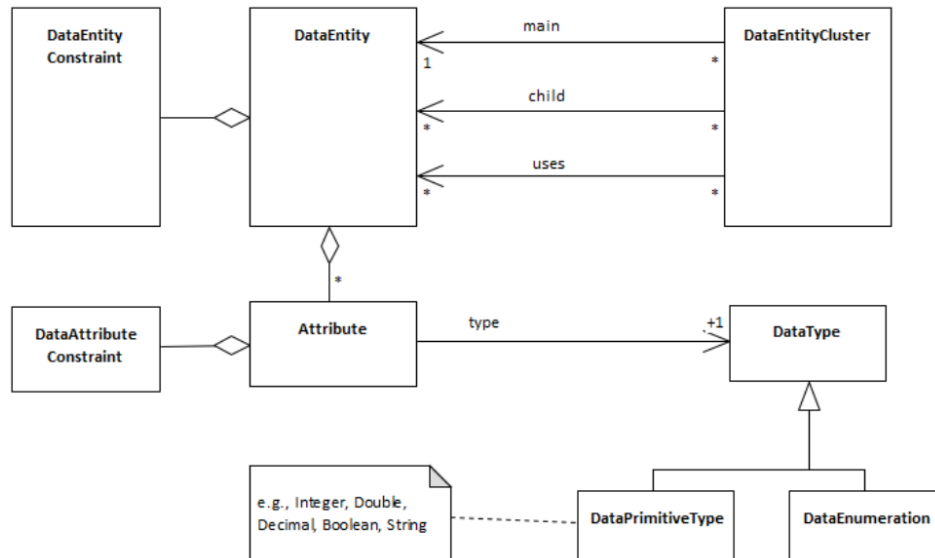 DataEntity
Constraint
DataEntity
main
1
*
DataEntityCluster
child
*
*
uses
*
*
*
DataAttribute
Constraint
Attribute
type
.+1
DataType
e.g., Integer, Double,
Decimal, Boolean, String
DataPrimitiveType
DataEnumeration